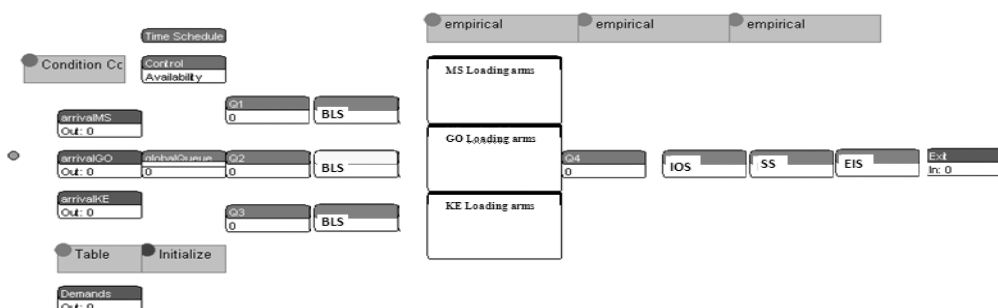 empirical empirical empirical
Time Schedule
Condition Cc Control
Availability
MS Loading arms
arrivalMS Q1
Out: 0 0 BLS
GO Loading arms
arrivalGO globalQueue Q2 Q4 Exit
Out: 0 0 0 BLS 0 IOS SS EIS In: 0
arrivalKE Q3 KE Loading arms
Out: 0 0 BLS
Table Initialize
Demands
Out: 0